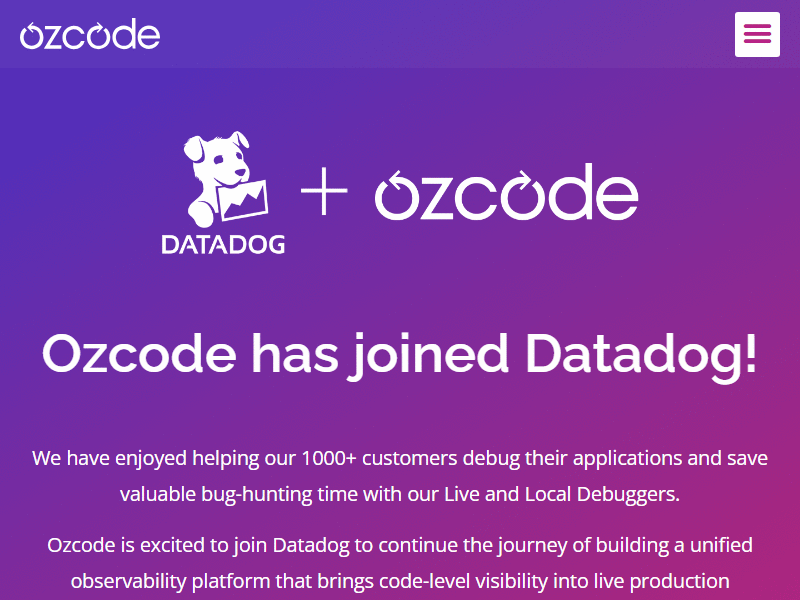 ozcode
DATADOG
+
ozcode
Ozcode has joined Datadog!
We have enjoyed helping our 1000+ customers debug their applications and save
valuable bug-hunting time with our Live and Local Debuggers.
Ozcode is excited to join Datadog to continue the journey of building a unified
observability platform that brings code-level visibility into live production